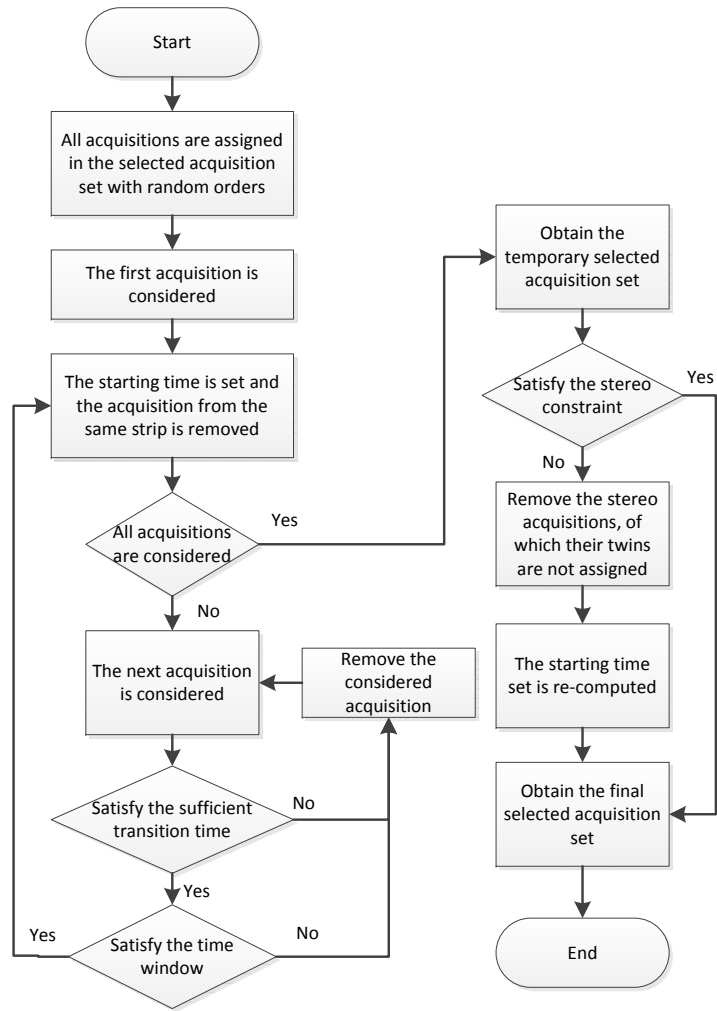 Start
All acquisitions are assigned
in the selected acquisition
set with random orders
The first acquisition is
considered
The starting time is set and
the acquisition from the
same strip is removed
All acquisitions
are considered
Yes
No
The next acquisition
is considered
Remove the
considered
acquisition
Satisfy the sufficient
transition time
No
Yes
Satisfy the time
window
Yes
No
Obtain the
temporary selected
acquisition set
Satisfy the stereo
constraint
Yes
No
Remove the stereo
acquisitions, of
which their twins
are not assigned
The starting time
set is re-computed
Obtain the final
selected acquisition
set
End